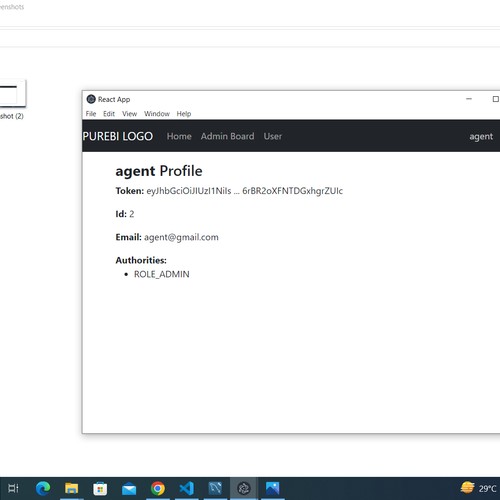 eenshots
shot (2)
React App
File Edit View Window Help
PUREBI LOGO Home Admin Board User agent
agent Profile
Token: eyJhbGciOiJIUzI1NiIs ... 6rBR2oXFNTDGxhgrZUIc
Id: 2
Email: agent@gmail.com
Authorities:
• ROLE_ADMIN
29°C